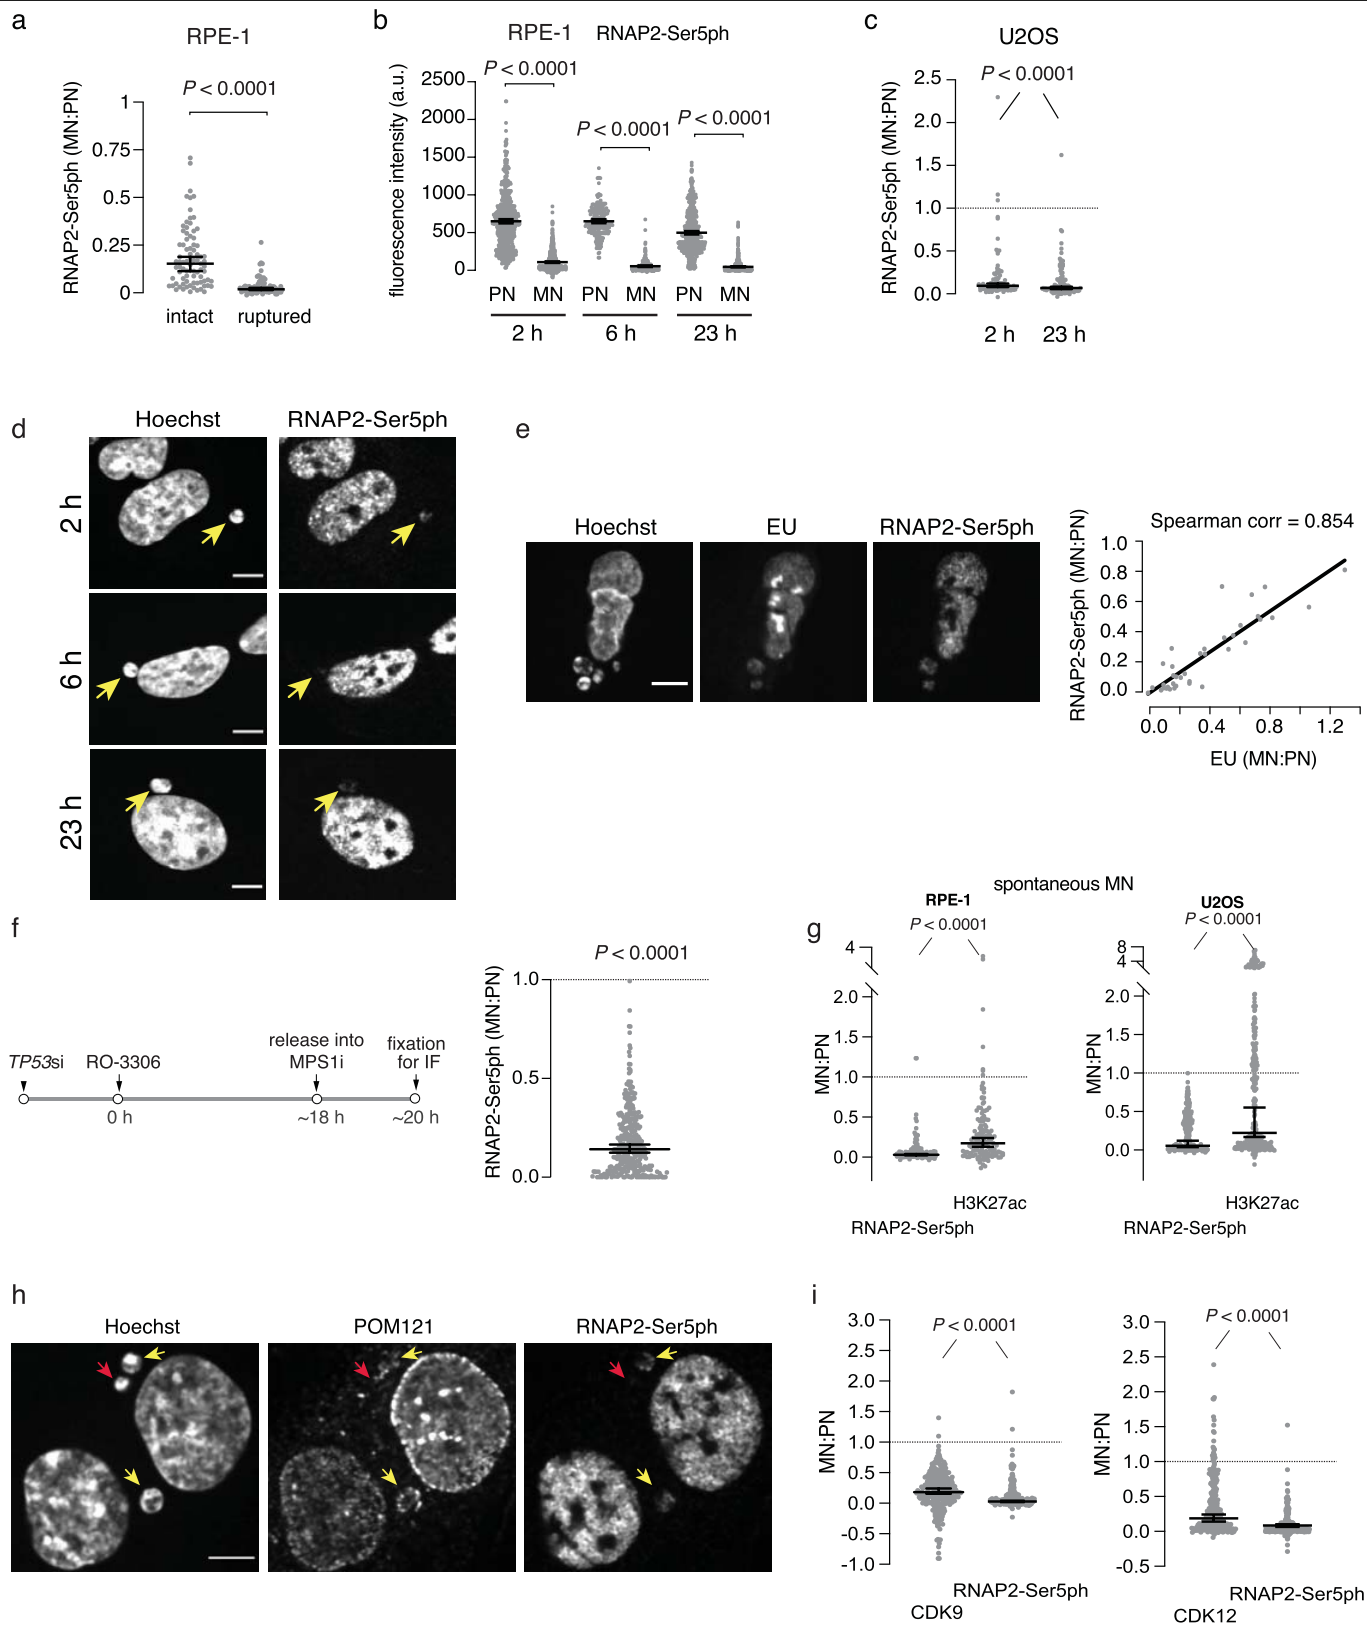 a
RPE-1
P < 0.0001
RNAP2-Ser5ph (MN:PN)
1
0.75
0.5
0.25
0
intact
ruptured
b
RPE-1 RNAP2-Ser5ph
P < 0.0001
P < 0.0001
P < 0.0001
fluorescence intensity (a.u.)
2500
2000
1500
1000
500
0
PN MN PN MN PN MN
2 h 6 h 23 h
c
U2OS
P < 0.0001
RNAP2-Ser5ph (MN:PN)
2.5
2.0
1.5
1.0
0.5
0.0
2 h 23 h
d
Hoechst RNAP2-Ser5ph
2 h
6 h
23 h
e
Hoechst EU RNAP2-Ser5ph
Spearman corr = 0.854
RNAP2-Ser5ph (MN:PN)
1.0
0.8
0.6
0.4
0.2
0.0
0.0 0.4 0.8 1.2
EU (MN:PN)
f
TP53si
RO-3306
release into
MPS1i
fixation
for IF
0 h
~18 h
~20 h
P < 0.0001
RNAP2-Ser5ph (MN:PN)
1.0
0.5
0.0
g
spontaneous MN
RPE-1
P < 0.0001
MN:PN
4
2.0
1.5
1.0
0.5
0.0
H3K27ac
RNAP2-Ser5ph
U2OS
P < 0.0001
MN:PN
8
4
2.0
1.5
1.0
0.5
0.0
H3K27ac
RNAP2-Ser5ph
h
Hoechst POM121 RNAP2-Ser5ph
i
P < 0.0001
MN:PN
3.0
2.5
2.0
1.5
1.0
0.5
0.0
-0.5
-1.0
RNAP2-Ser5ph
CDK9
P < 0.0001
MN:PN
3.0
2.5
2.0
1.5
1.0
0.5
0.0
-0.5
RNAP2-Ser5ph
CDK12